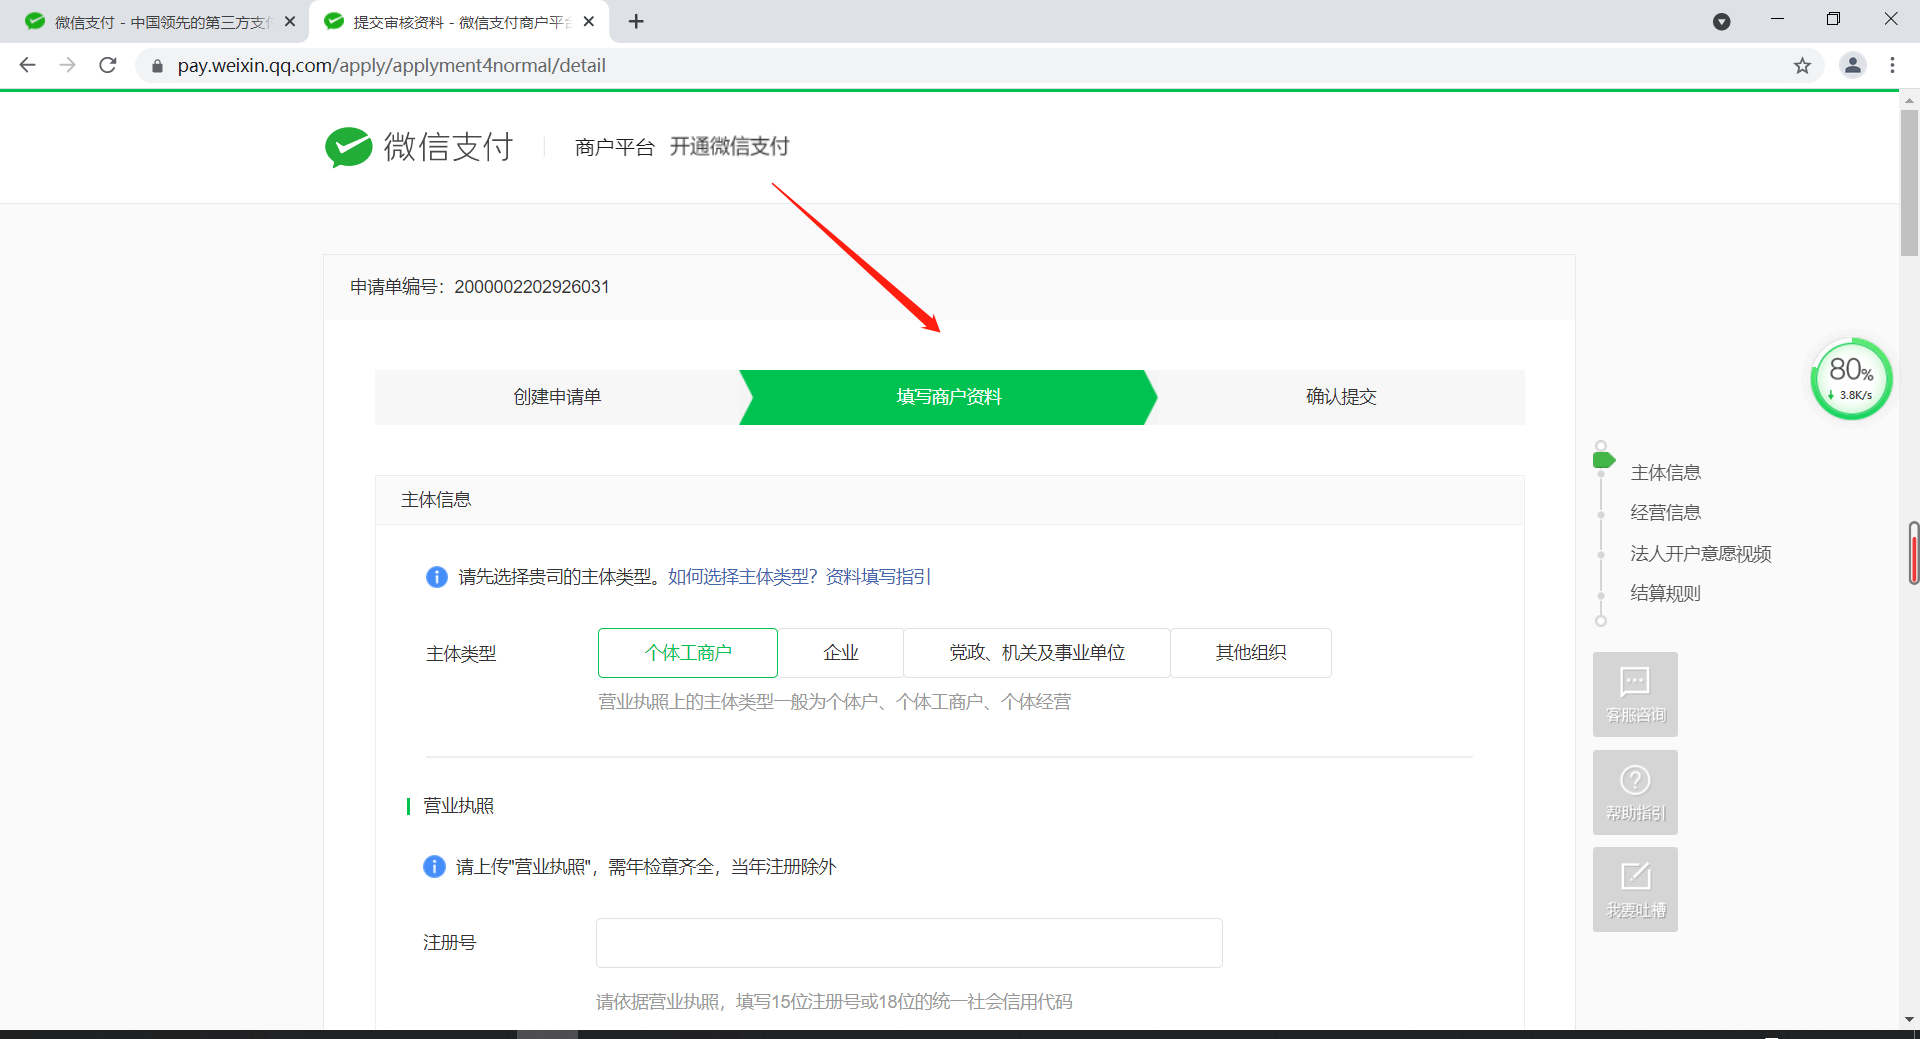 微信支付 - 中国领先的第三方支付
提交审核资料 - 微信支付商户平台
pay.weixin.qq.com/apply/applyment4normal/detail
微信支付
商户平台
开通微信支付
申请单编号：2000002202926031
创建申请单
填写商户资料
确认提交
80%
3.8K/s
主体信息
主体信息
经营信息
法人开户意愿视频
结算规则
请先选择贵司的主体类型。如何选择主体类型？资料填写指引
主体类型
个体工商户
企业
党政、机关及事业单位
其他组织
营业执照上的主体类型一般为个体户、个体工商户、个体经营
客服咨询
营业执照
帮助指引
请上传"营业执照"，需年检章齐全，当年注册除外
我要吐槽
注册号
请依据营业执照，填写15位注册号或18位的统一社会信用代码